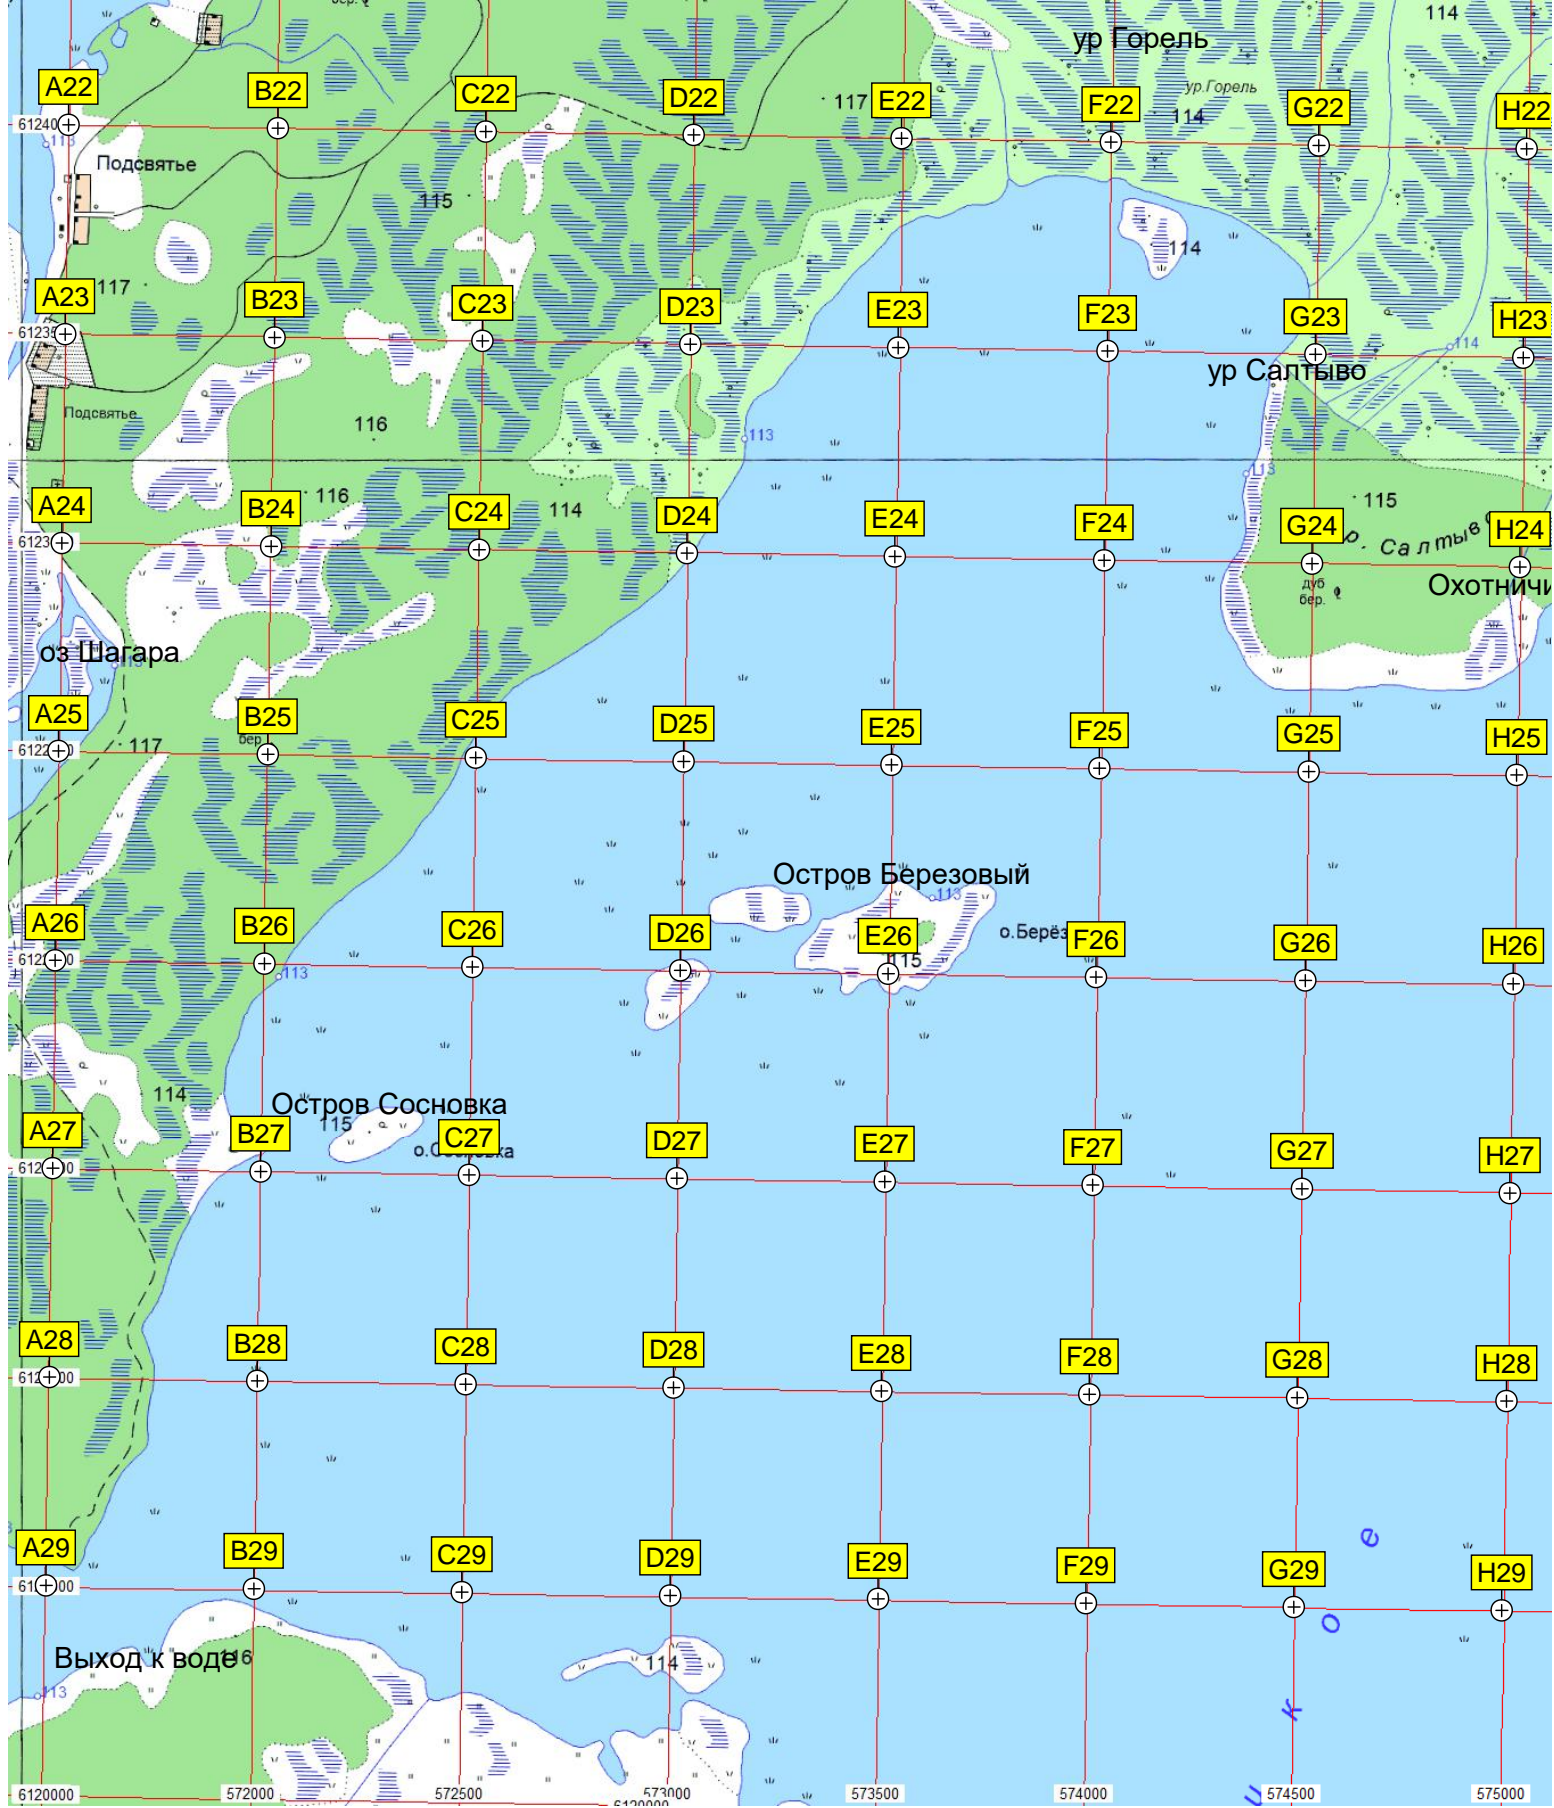 114
ур Горель
ур.Горель
A22
B22
C22
D22
117
E22
F22
114
G22
H22
61240
113
Подсвятье
115
114
A23
117
B23
C23
D23
E23
F23
G23
H23
6123
114
ур Салтыво
Подсвятье
116
113
113
A24
B24
116
C24
114
D24
E24
F24
G24
115
H24
6123
р. Салтыв
дуб
бер.
Охотничи
оз Шагара
113
A25
B25
C25
D25
E25
F25
G25
H25
117
бер
Остров Березовый
113
A26
B26
C26
D26
E26
о.Берёз
F26
G26
H26
115
113
114
Остров Сосновка
115
A27
B27
C27
D27
E27
F27
G27
H27
A28
B28
C28
D28
E28
F28
G28
H28
е
A29
B29
C29
D29
E29
F29
G29
H29
о
Выход к воде
116
114
113
к
и
6120000
572000
572500
573000
573500
574000
574500
575000